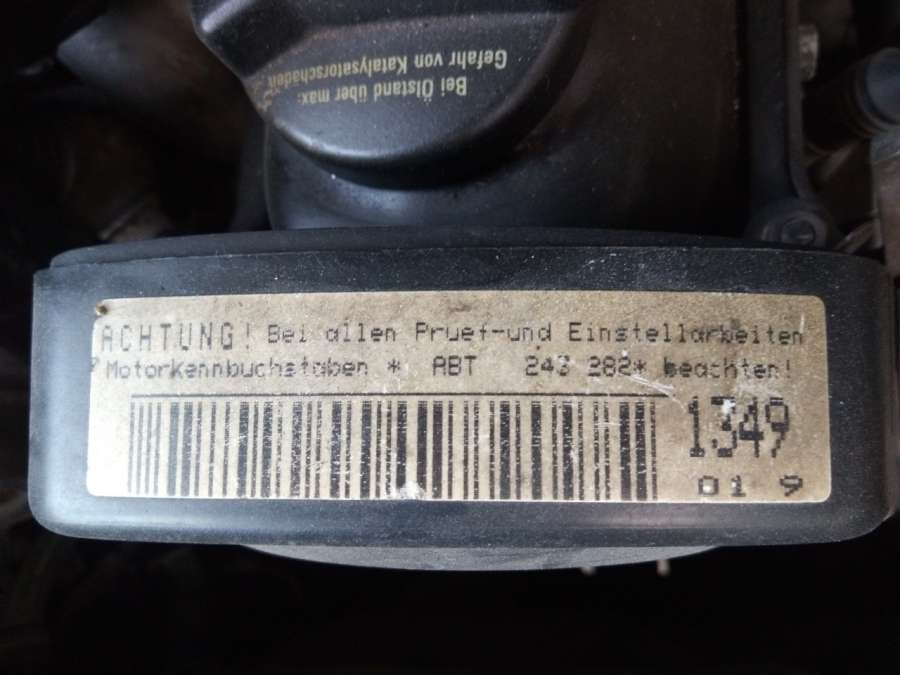 Bei Ölstand über max:
Gefahr von Katalysatorschäden
ACHTUNG! Bei allen Pruef-und Einstellarbeiten
Motorkennbuchstaben * ABT 243 282* beachten!
1349
01 9